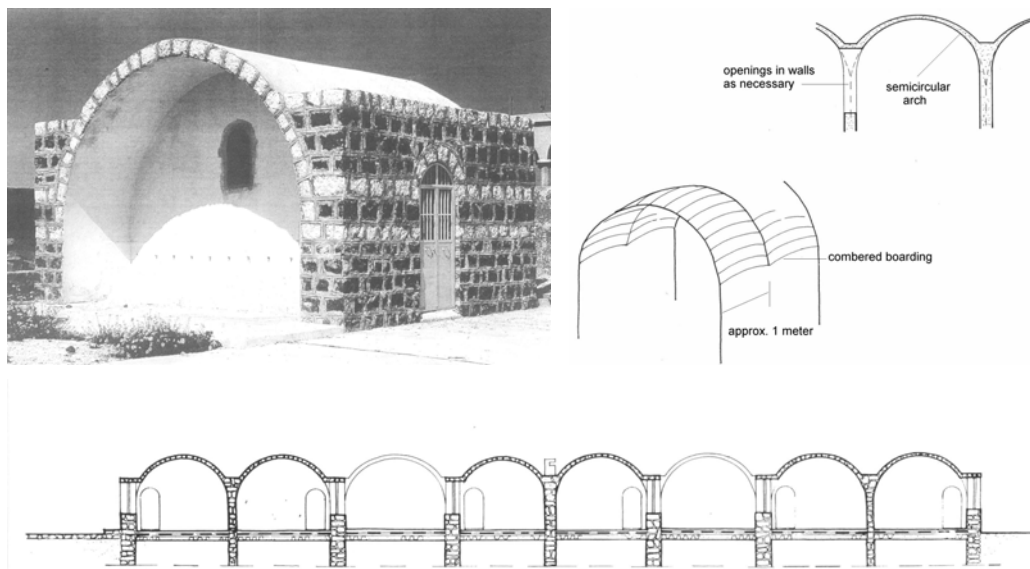 openings in walls
as necessary
semicircular
arch
combered boarding
approx. 1 meter